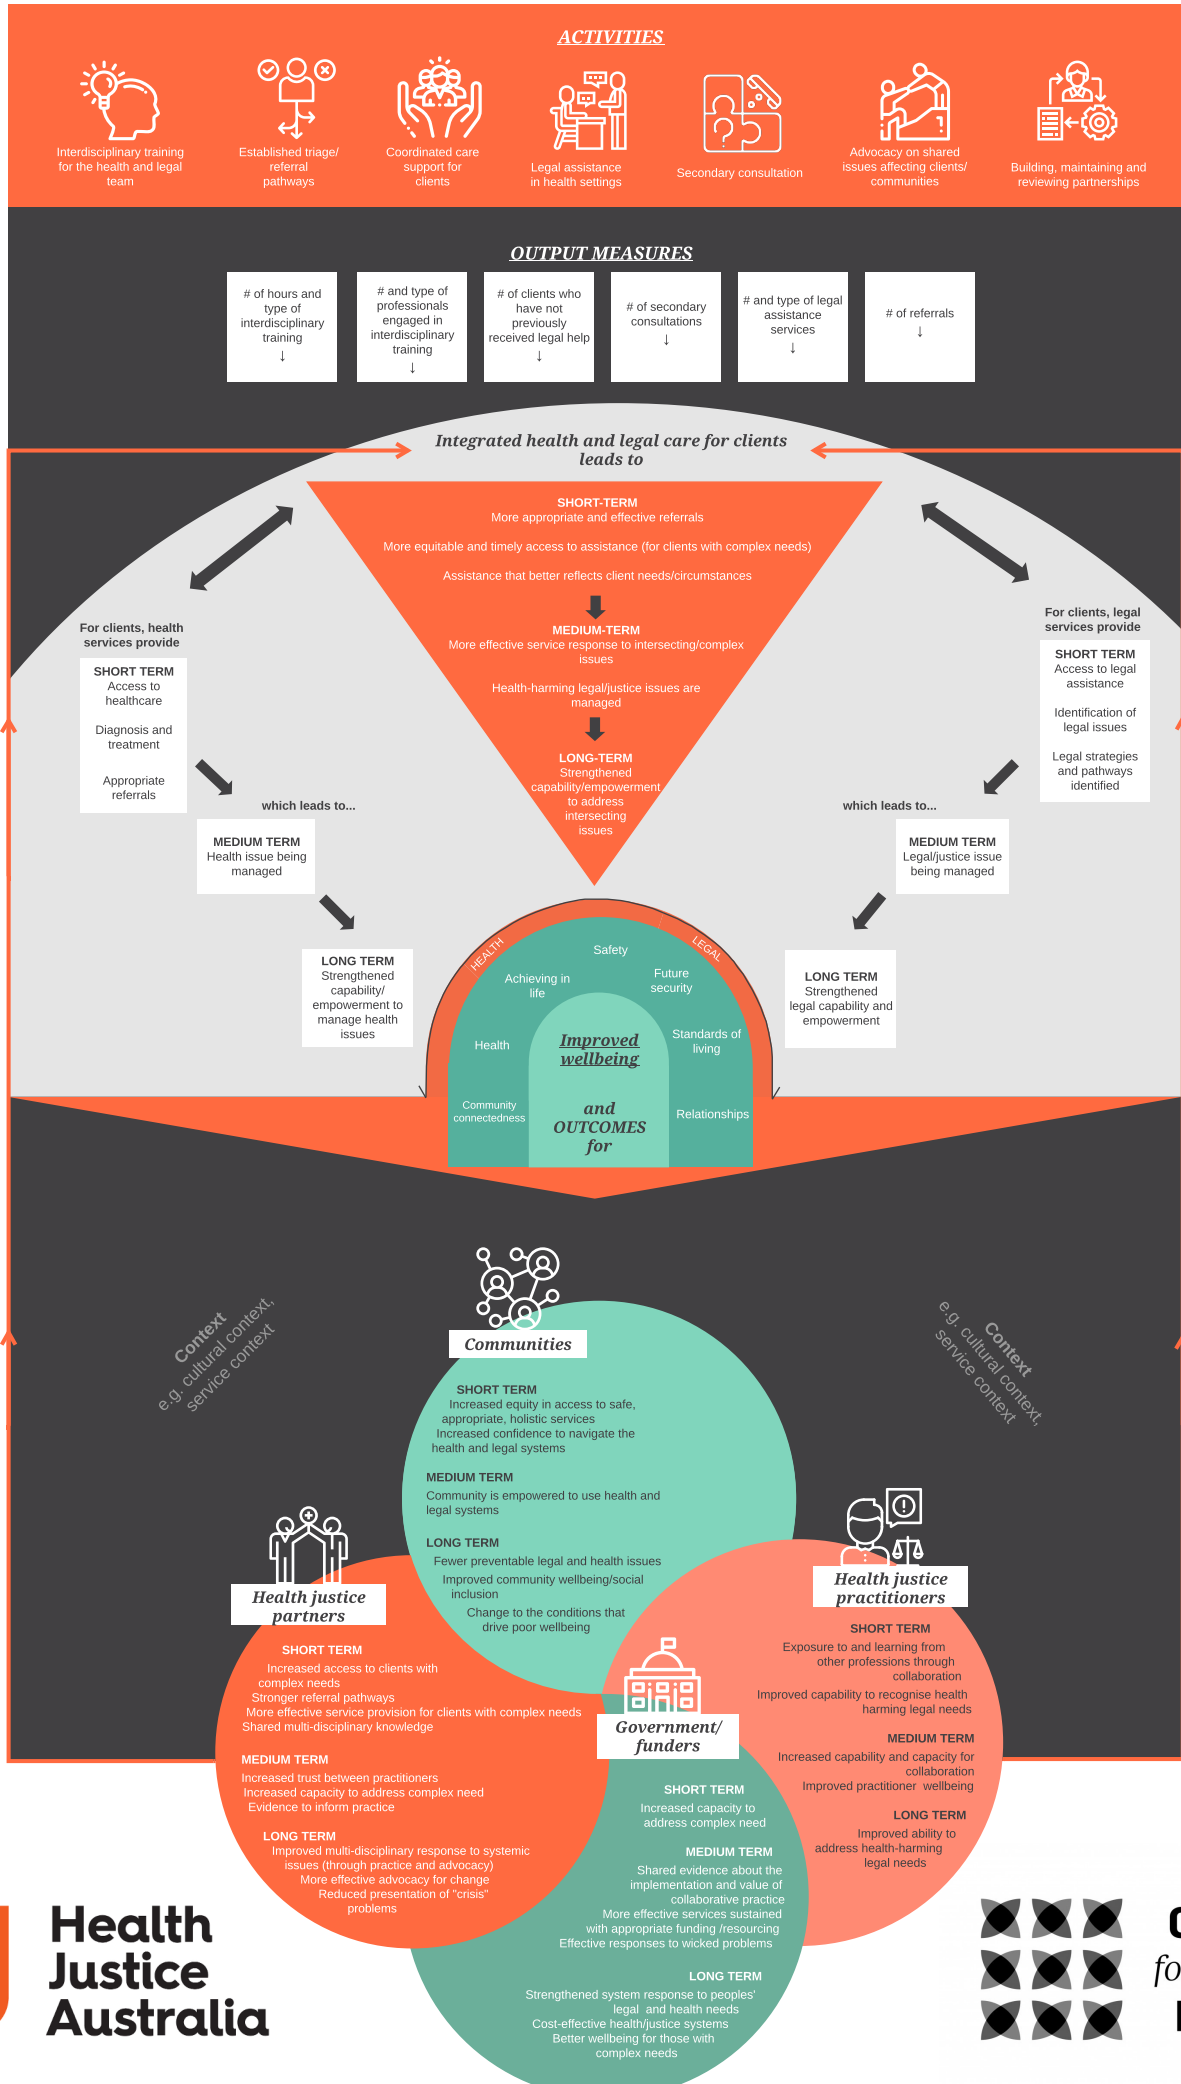 ACTIVITIES
Interdisciplinary training
for the health and legal
team
Established triage/
referral
pathways
Coordinated care
support for
clients
Legal assistance
in health settings
Secondary consultation
Advocacy on shared
issues affecting clients/
communities
Building, maintaining and
reviewing partnerships
OUTPUT MEASURES
# of hours and
type of
interdisciplinary
training
↓
# and type of
professionals
engaged in
interdisciplinary
training
↓
# of clients who
have not
previously
received legal help
↓
# of secondary
consultations
↓
# and type of legal
assistance
services
↓
# of referrals
↓
Integrated health and legal care for clients
leads to
SHORT-TERM
More appropriate and effective referrals
More equitable and timely access to assistance (for clients with complex needs)
Assistance that better reflects client needs/circumstances
MEDIUM-TERM
More effective service response to intersecting/complex
issues
Health-harming legal/justice issues are
managed
LONG-TERM
Strengthened
capability/empowerment
to address
intersecting
issues
For clients, health
services provide
SHORT TERM
Access to
healthcare
Diagnosis and
treatment
Appropriate
referrals
which leads to...
MEDIUM TERM
Health issue being
managed
LONG TERM
Strengthened
capability/
empowerment to
manage health
issues
For clients, legal
services provide
SHORT TERM
Access to legal
assistance
Identification of
legal issues
Legal strategies
and pathways
identified
which leads to...
MEDIUM TERM
Legal/justice issue
being managed
LONG TERM
Strengthened
legal capability and
empowerment
HEALTH
LEGAL
Safety
Achieving in
life
Future
security
Health
Standards of
living
Community
connectedness
Relationships
Improved
wellbeing
and
OUTCOMES
for
Context
e.g. cultural context,
service context
Context
e.g. cultural context,
service context
Communities
SHORT TERM
Increased equity in access to safe,
appropriate, holistic services
Increased confidence to navigate the
health and legal systems
MEDIUM TERM
Community is empowered to use health and
legal systems
LONG TERM
Fewer preventable legal and health issues
Improved community wellbeing/social
inclusion
Change to the conditions that
drive poor wellbeing
Health justice
partners
SHORT TERM
Increased access to clients with
complex needs
Stronger referral pathways
More effective service provision for clients with complex needs
Shared multi-disciplinary knowledge
MEDIUM TERM
Increased trust between practitioners
Increased capacity to address complex need
Evidence to inform practice
LONG TERM
Improved multi-disciplinary response to systemic
issues (through practice and advocacy)
More effective advocacy for change
Reduced presentation of "crisis"
problems
Health justice
practitioners
SHORT TERM
Exposure to and learning from
other professions through
collaboration
Improved capability to recognise health
harming legal needs
MEDIUM TERM
Increased capability and capacity for
collaboration
Improved practitioner wellbeing
LONG TERM
Improved ability to
address health-harming
legal needs
Government/
funders
SHORT TERM
Increased capacity to
address complex need
MEDIUM TERM
Shared evidence about the
implementation and value of
collaborative practice
More effective services sustained
with appropriate funding /resourcing
Effective responses to wicked problems
LONG TERM
Strengthened system response to peoples'
legal and health needs
Cost-effective health/justice systems
Better wellbeing for those with
complex needs
Health
Justice
Australia
fo